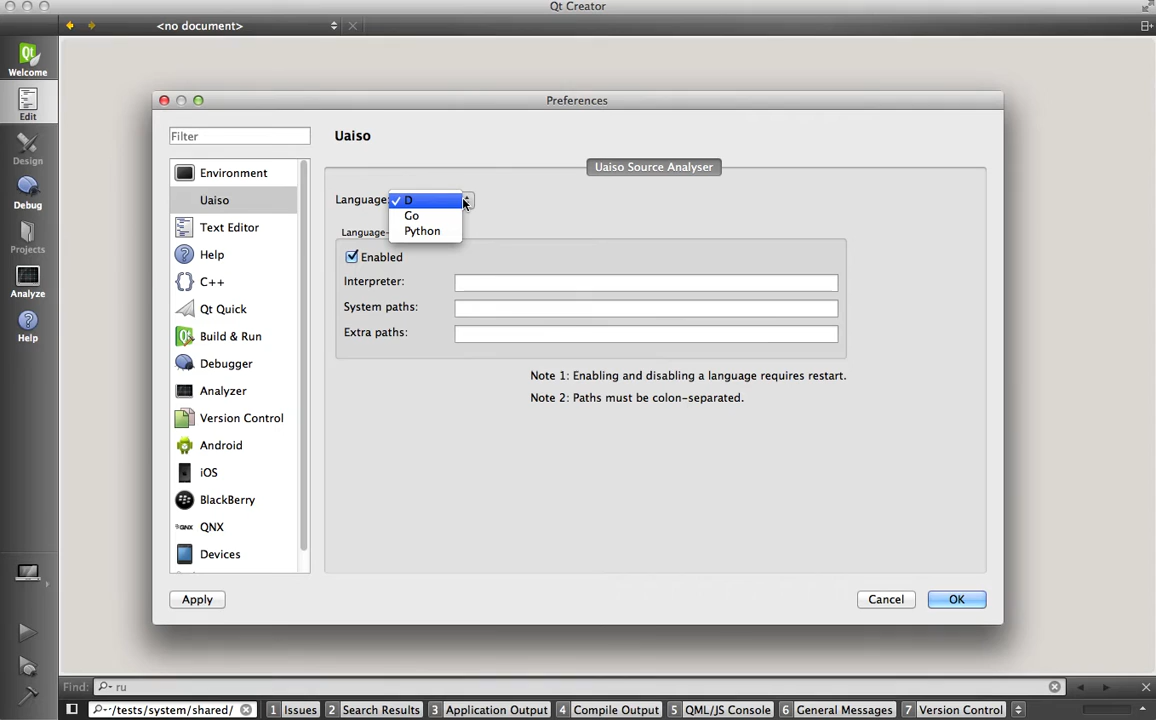 Qt Creator
<no document>
Welcome
Edit
Design
Debug
Projects
Analyze
Help
Preferences
Filter
Environment
Uaiso
Text Editor
Help
C++
Qt Quick
Build & Run
Debugger
Analyzer
Version Control
Android
iOS
BlackBerry
QNX
QNX
Devices
Uaiso
Uaiso Source Analyser
Language:
D
Go
Python
Language-
Enabled
Interpreter:
System paths:
Extra paths:
Note 1: Enabling and disabling a language requires restart.
Note 2: Paths must be colon-separated.
Apply
Cancel
OK
Find:
ru
/tests/system/shared/
1 Issues
2 Search Results
3 Application Output
4 Compile Output
5 QML/JS Console
6 General Messages
7 Version Control